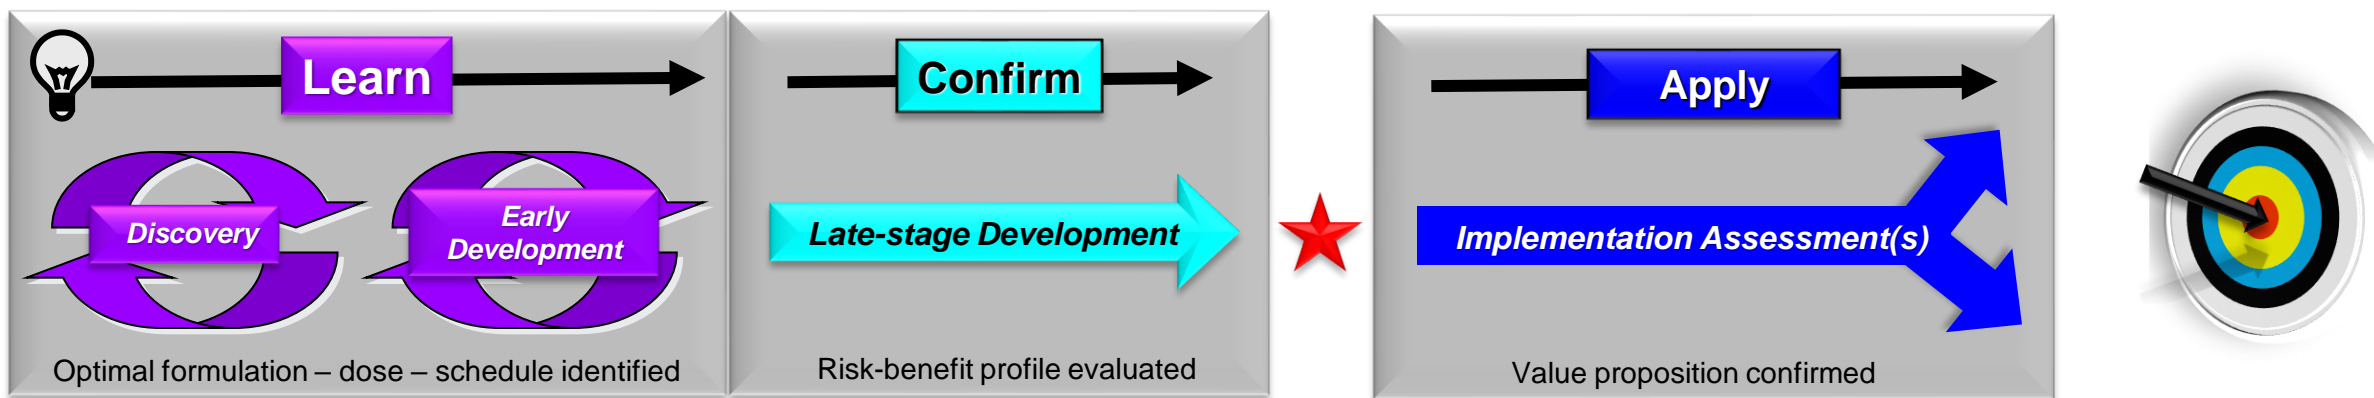 Learn
Discovery
Early
Development
Optimal formulation – dose – schedule identified
Confirm
Late-stage Development
Risk-benefit profile evaluated
Apply
Implementation Assessment(s)
Value proposition confirmed